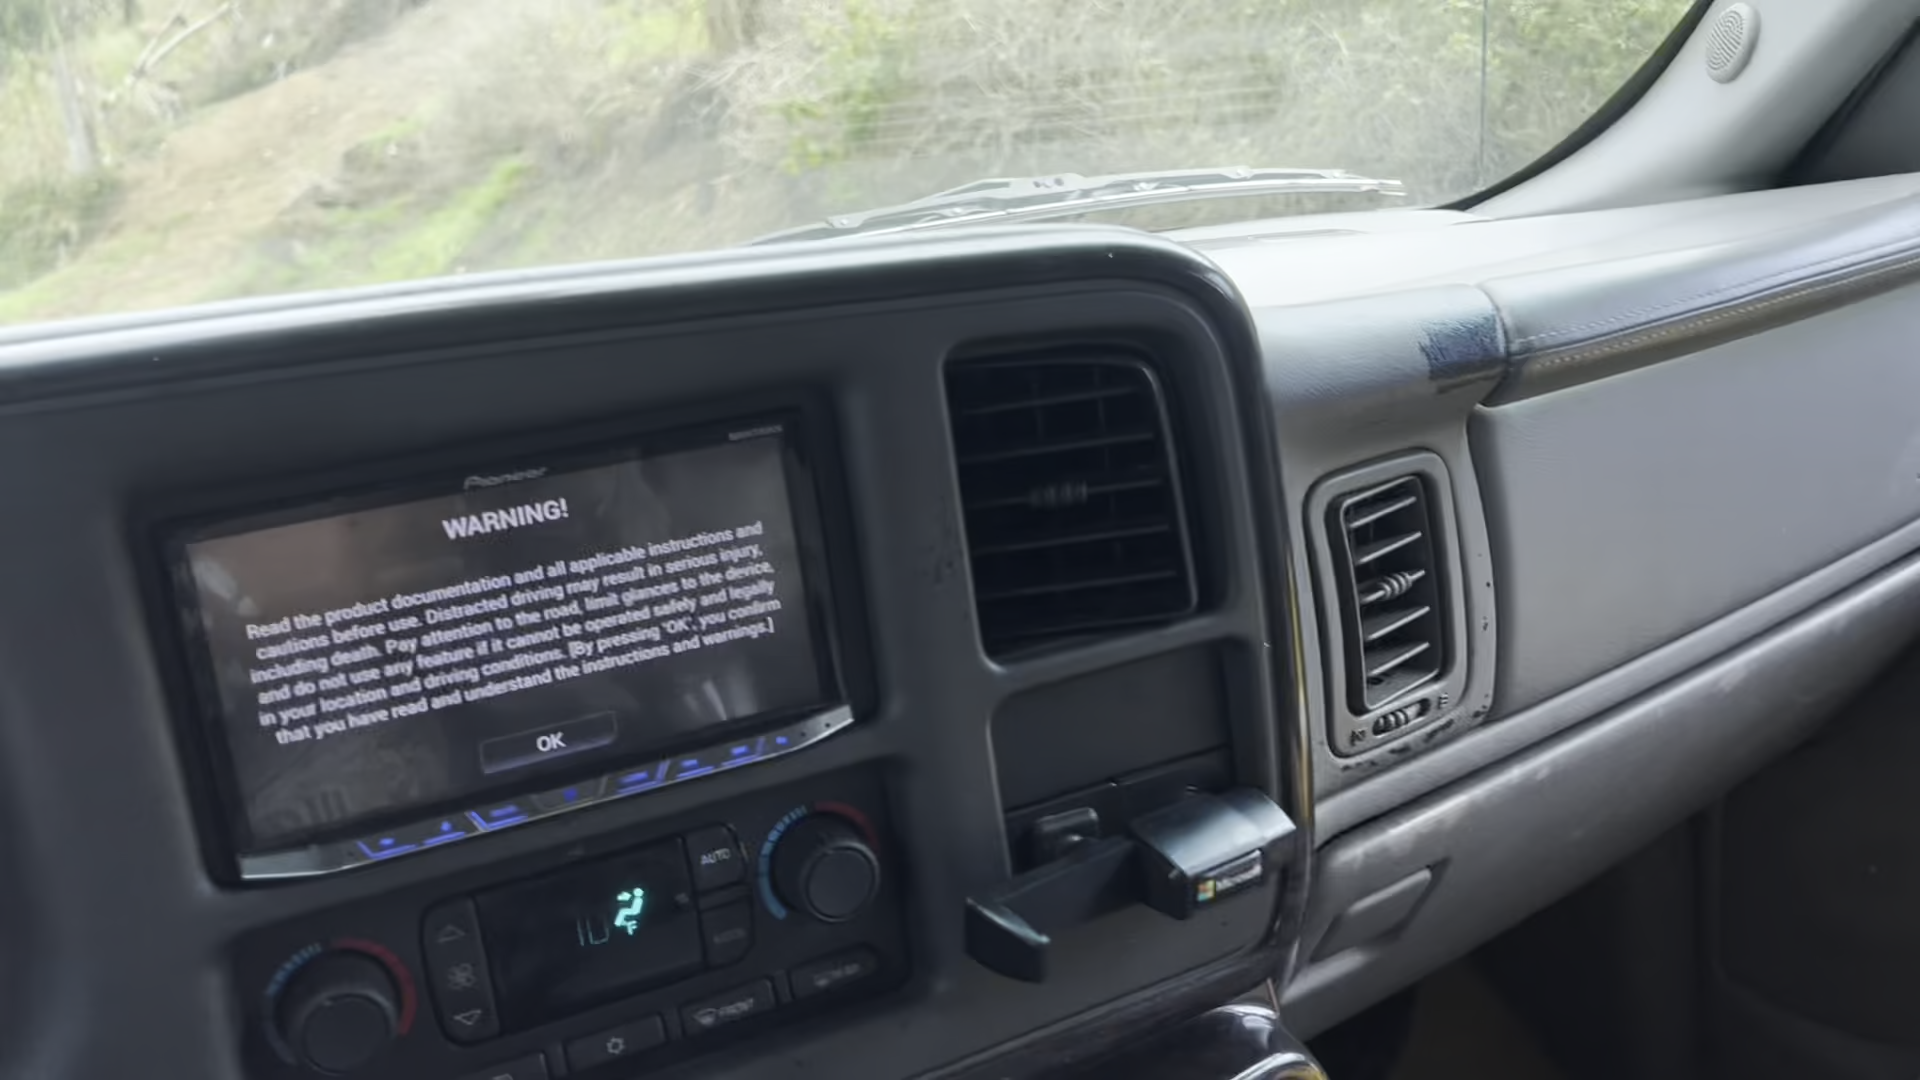 Pioneer
WARNING!
Read the product documentation and all applicable instructions and
cautions before use. Distracted driving may result in serious injury,
including death. Pay attention to the road, limit glances to the device,
and do not use any feature if it cannot be operated safely and legally
in your location and driving conditions. [By pressing "OK", you confirm
that you have read and understand the instructions and warnings.]
OK
AUTO
Microsoft
FRONT